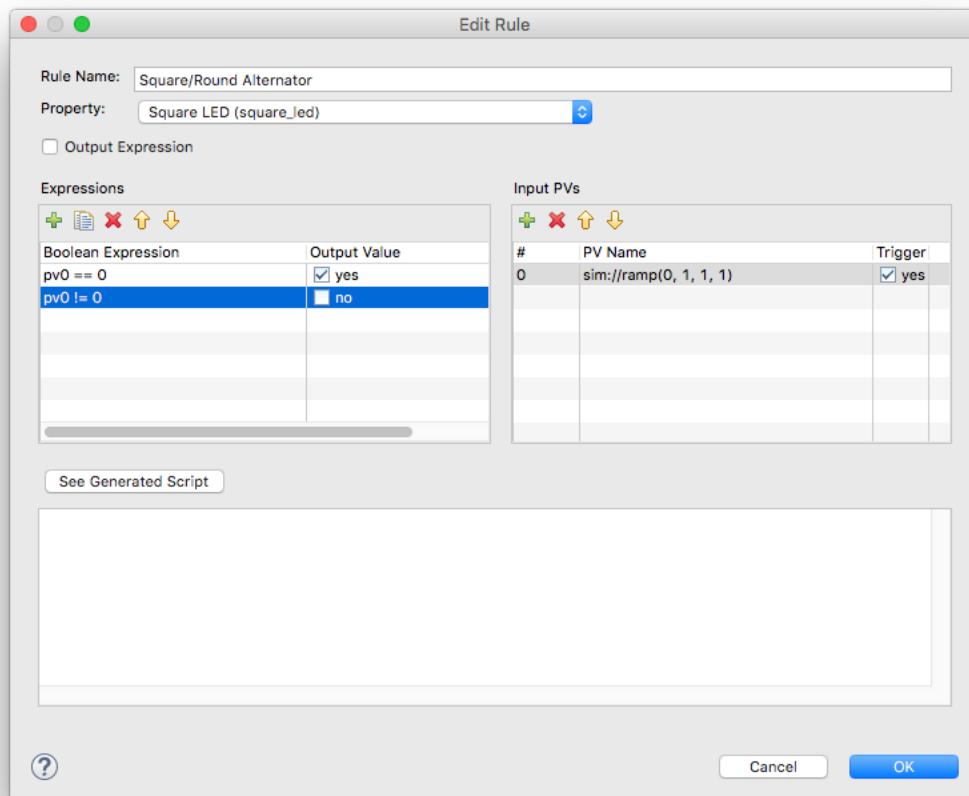 Edit Rule
Rule Name: Square/Round Alternator
Property: Square LED (square_led)
Output Expression
Expressions
Boolean Expression Output Value
pv0 == 0 yes
pv0 != 0 no
Input PVs
# PV Name Trigger
0 sim://ramp(0, 1, 1, 1) yes
See Generated Script
? Cancel OK